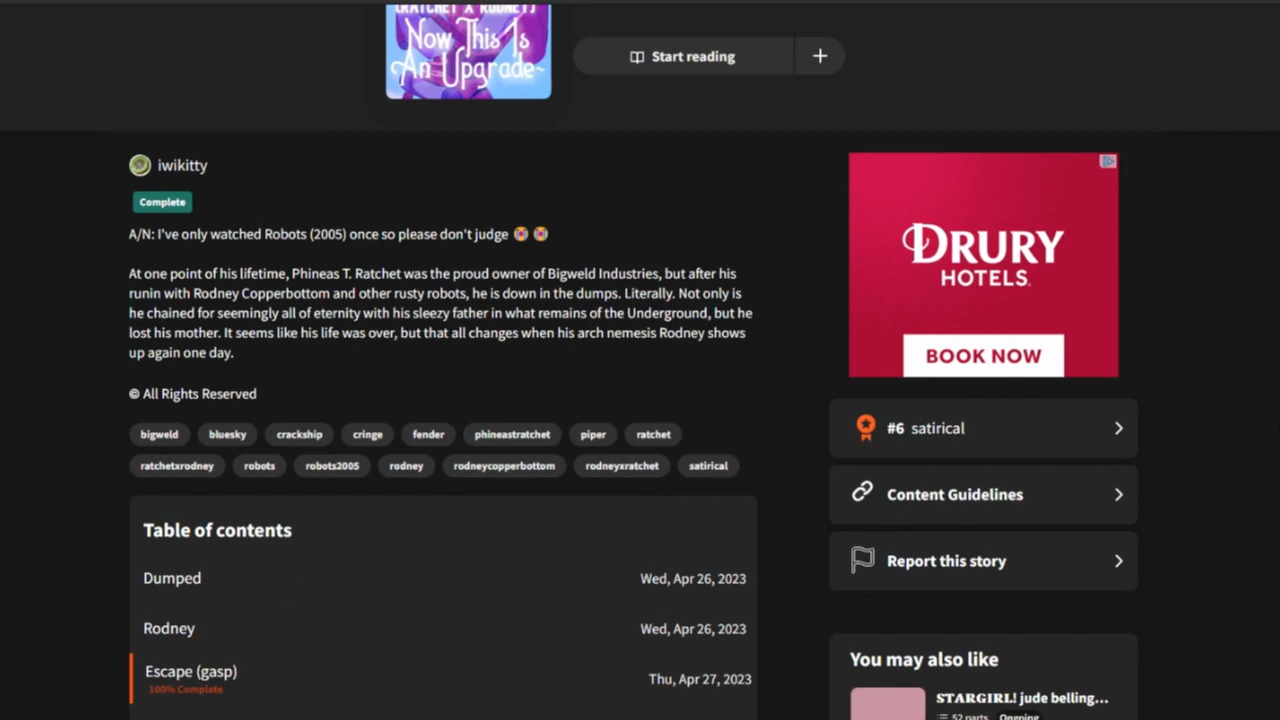 (RATCHET X RODNEY)
Now This Is
An Upgrade~
Start reading
iwikitty
Complete
A/N: I've only watched Robots (2005) once so please don't judge
At one point of his lifetime, Phineas T. Ratchet was the proud owner of Bigweld Industries, but after his
runin with Rodney Copperbottom and other rusty robots, he is down in the dumps. Literally. Not only is
he chained for seemingly all of eternity with his sleezy father in what remains of the Underground, but he
lost his mother. It seems like his life was over, but that all changes when his arch nemesis Rodney shows
up again one day.
© All Rights Reserved
bigweld bluesky crackship cringe fender phineastratchet piper ratchet
ratchetxrodney robots robots2005 rodney rodneycopperbottom rodneyxratchet satirical
Table of contents
Dumped Wed, Apr 26, 2023
Rodney Wed, Apr 26, 2023
Escape (gasp) Thu, Apr 27, 2023
100% Complete
DRURY
HOTELS.
BOOK NOW
#6 satirical
Content Guidelines
Report this story
You may also like
STARGIRL! jude belling...
52 parts Ongoing